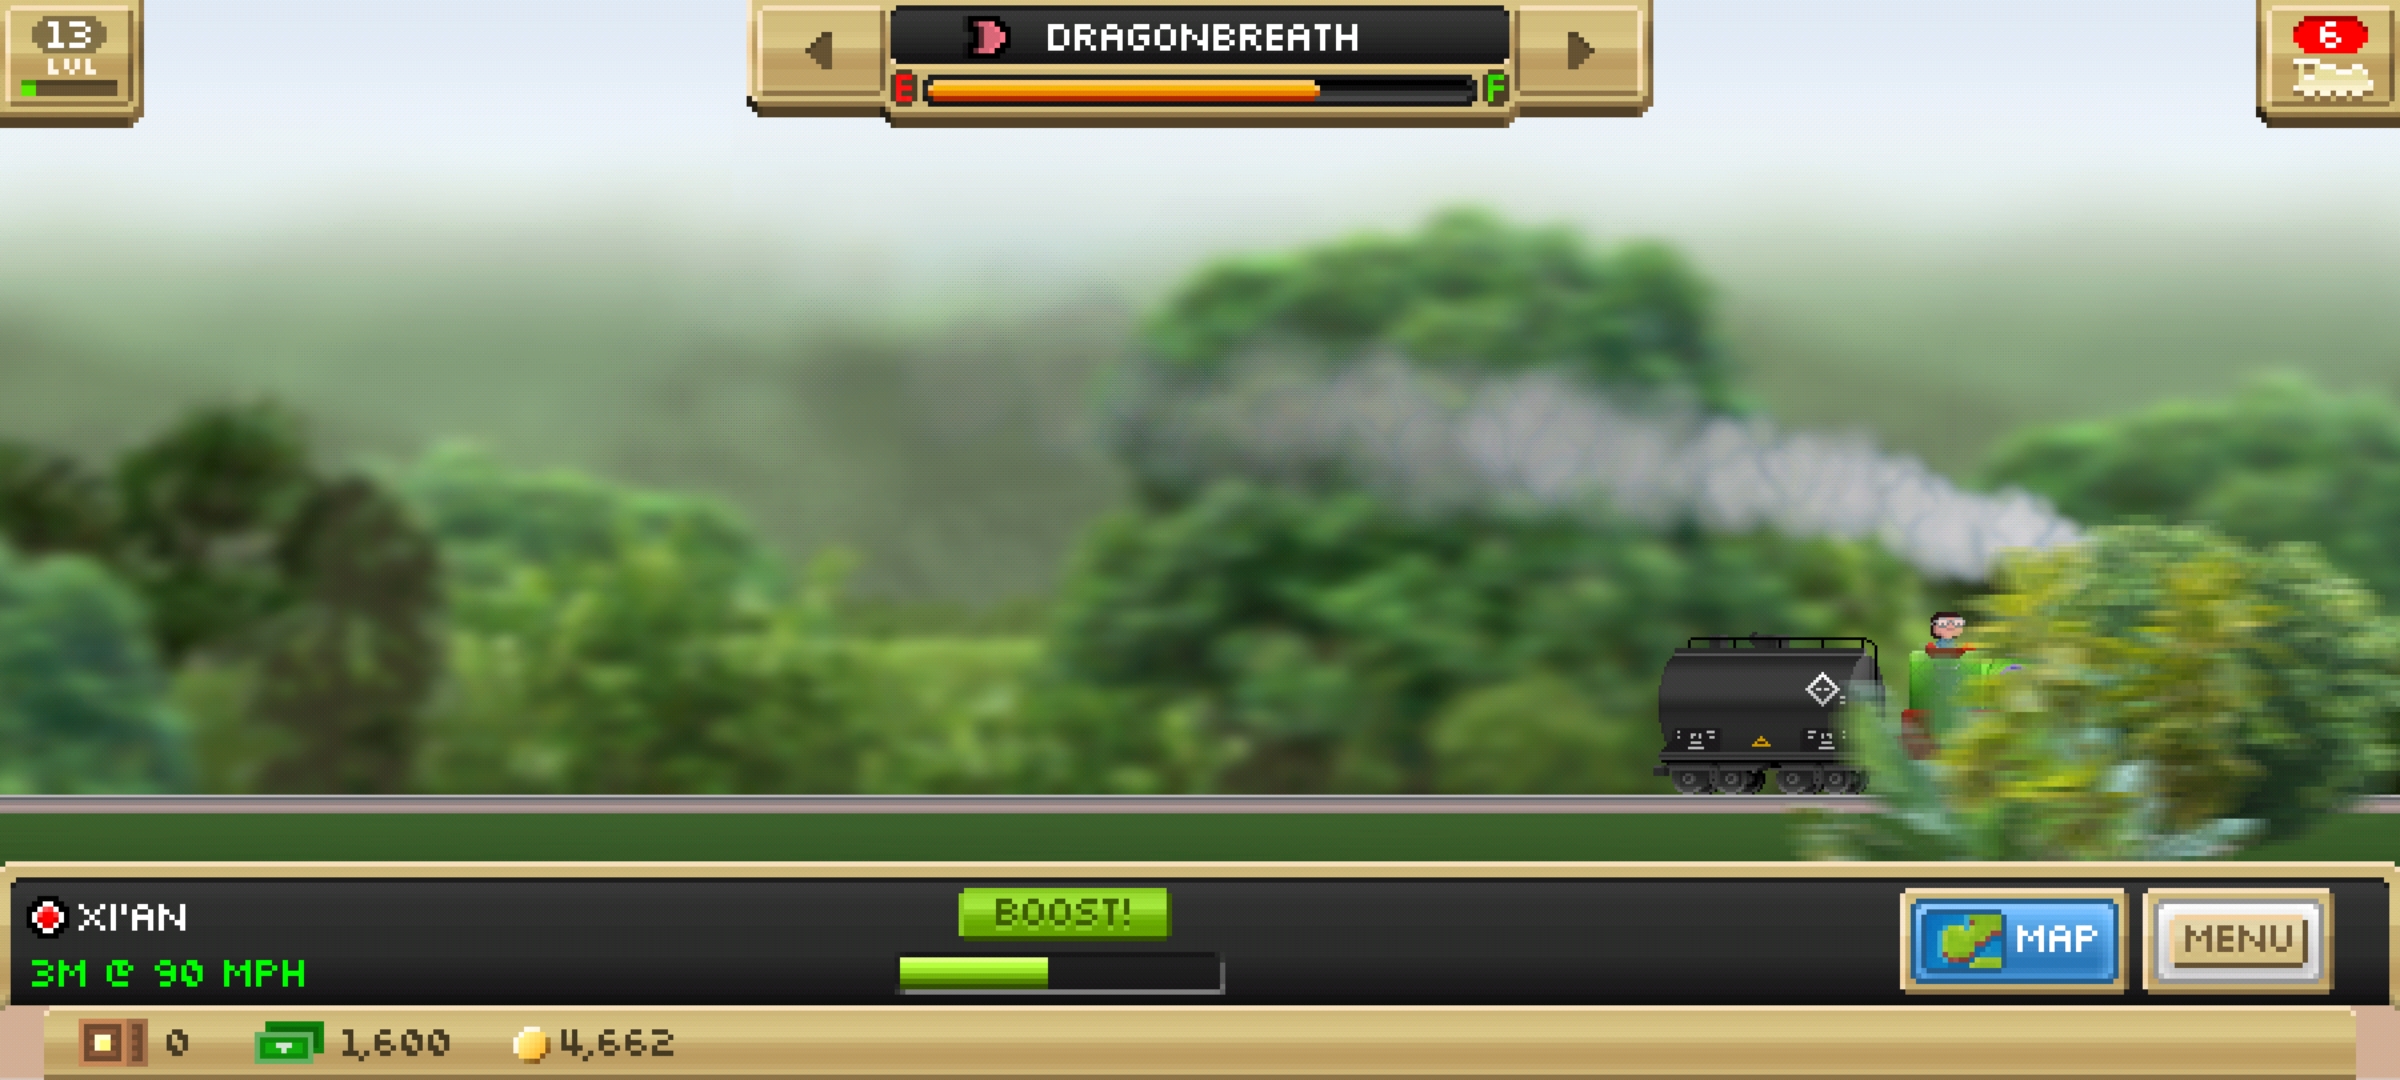 13
LVL
DRAGONBREATH
E F
6
XI'AN
3M @ 90 MPH
BOOST!
MAP
MENU
0
1,600
4,662